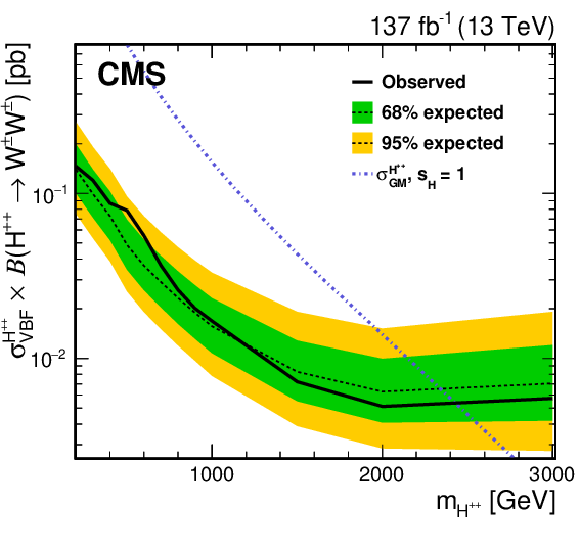 137 fb⁻¹ (13 TeV)
CMS
Observed
68% expected
95% expected
σ_GM^H⁺⁺, s_H = 1
σ_VBF^H⁺⁺ × B(H⁺⁺ → W±W±) [pb]
10⁻¹
10⁻²
1000 2000 3000
m_H⁺⁺ [GeV]